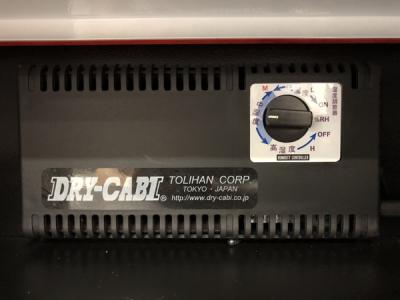 M
L
ON
%RH
OFF
高湿度
H
HUMIDITY CONTROLLER
DRY-CABI®
TOLIHAN CORP
TOKYO・JAPAN
http://www.dry-cabi.co.jp